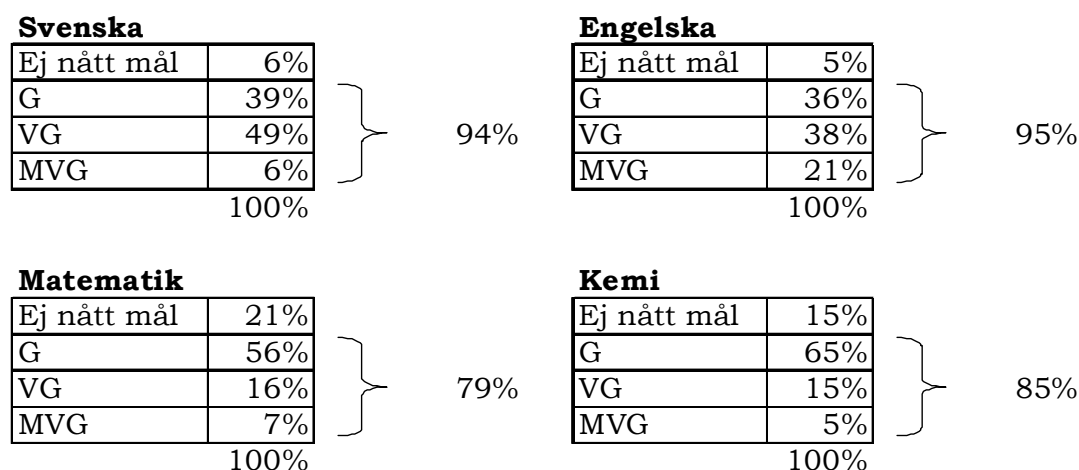 Svenska
Ej nått mål 6%
G 39%
VG 49%
MVG 6%
94%
100%
Engelska
Ej nått mål 5%
G 36%
VG 38%
MVG 21%
95%
100%
Matematik
Ej nått mål 21%
G 56%
VG 16%
MVG 7%
79%
100%
Kemi
Ej nått mål 15%
G 65%
VG 15%
MVG 5%
85%
100%